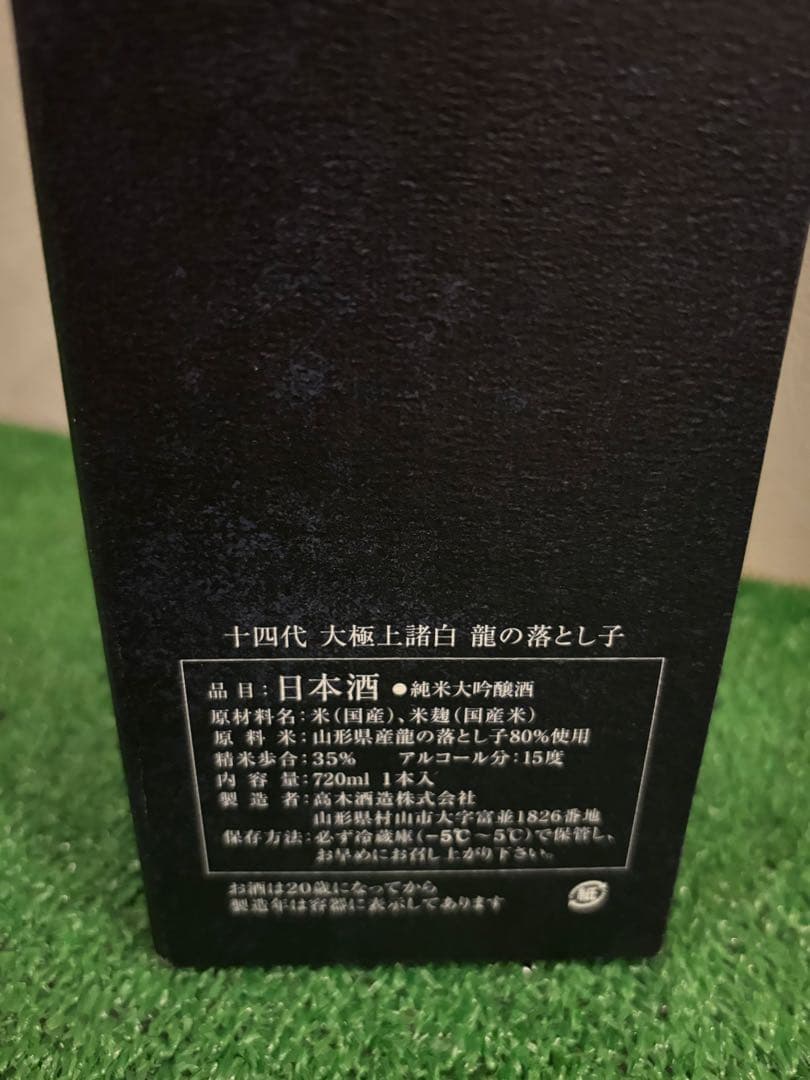 十四代 大極上諸白 龍の落とし子
品目：日本酒 ●純米大吟醸酒
原材料名：米（国産）、米麹（国産米）
原料米：山形県産龍の落とし子80%使用
精米歩合：35% アルコール分：15度
内容量：720ml 1本入
製造者：高木酒造株式会社
山形県村山市大字富並1826番地
保存方法：必ず冷蔵庫（−5℃〜5℃）で保管し、
お早めにお召し上がり下さい。
お酒は20歳になってから
製造年は容器に表示してあります
紙